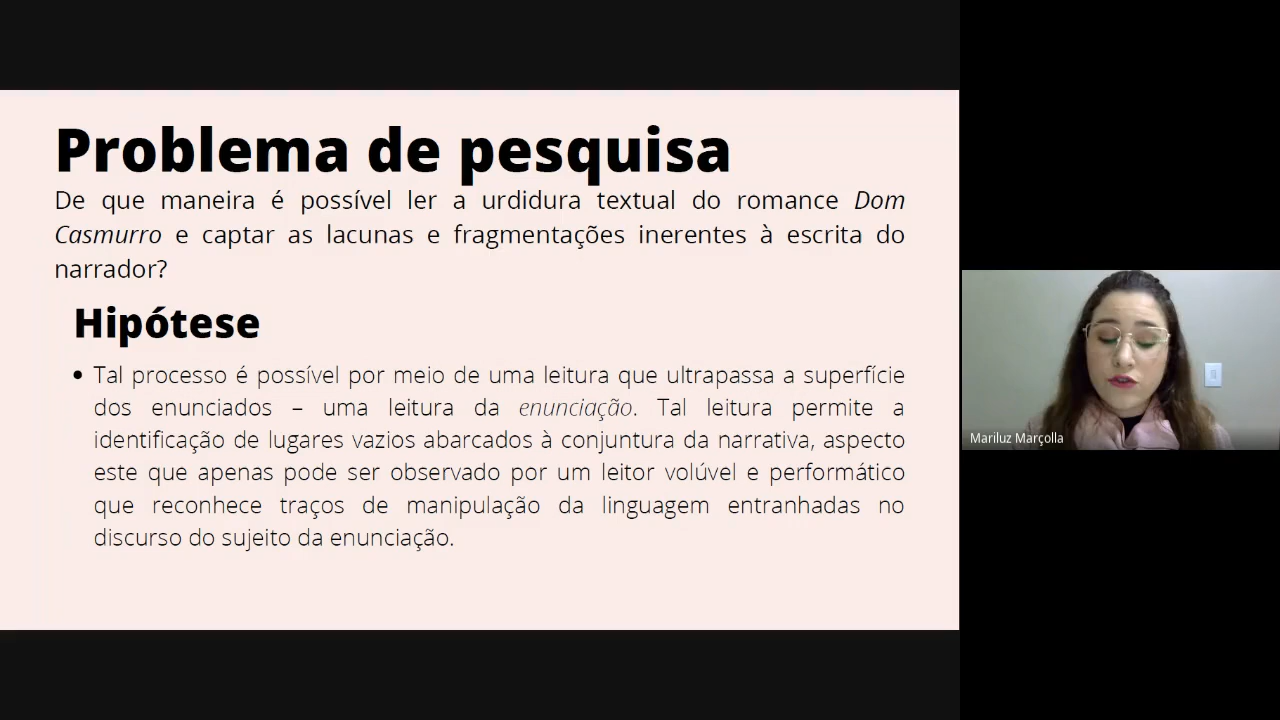 Problema de pesquisa
De que maneira é possível ler a urdidura textual do romance Dom
Casmurro e captar as lacunas e fragmentações inerentes à escrita do
narrador?
Hipótese
• Tal processo é possível por meio de uma leitura que ultrapassa a superfície
dos enunciados – uma leitura da enunciação. Tal leitura permite a
identificação de lugares vazios abarcados à conjuntura da narrativa, aspecto
este que apenas pode ser observado por um leitor volúvel e performático
que reconhece traços de manipulação da linguagem entranhadas no
discurso do sujeito da enunciação.
Mariluz Marçolla